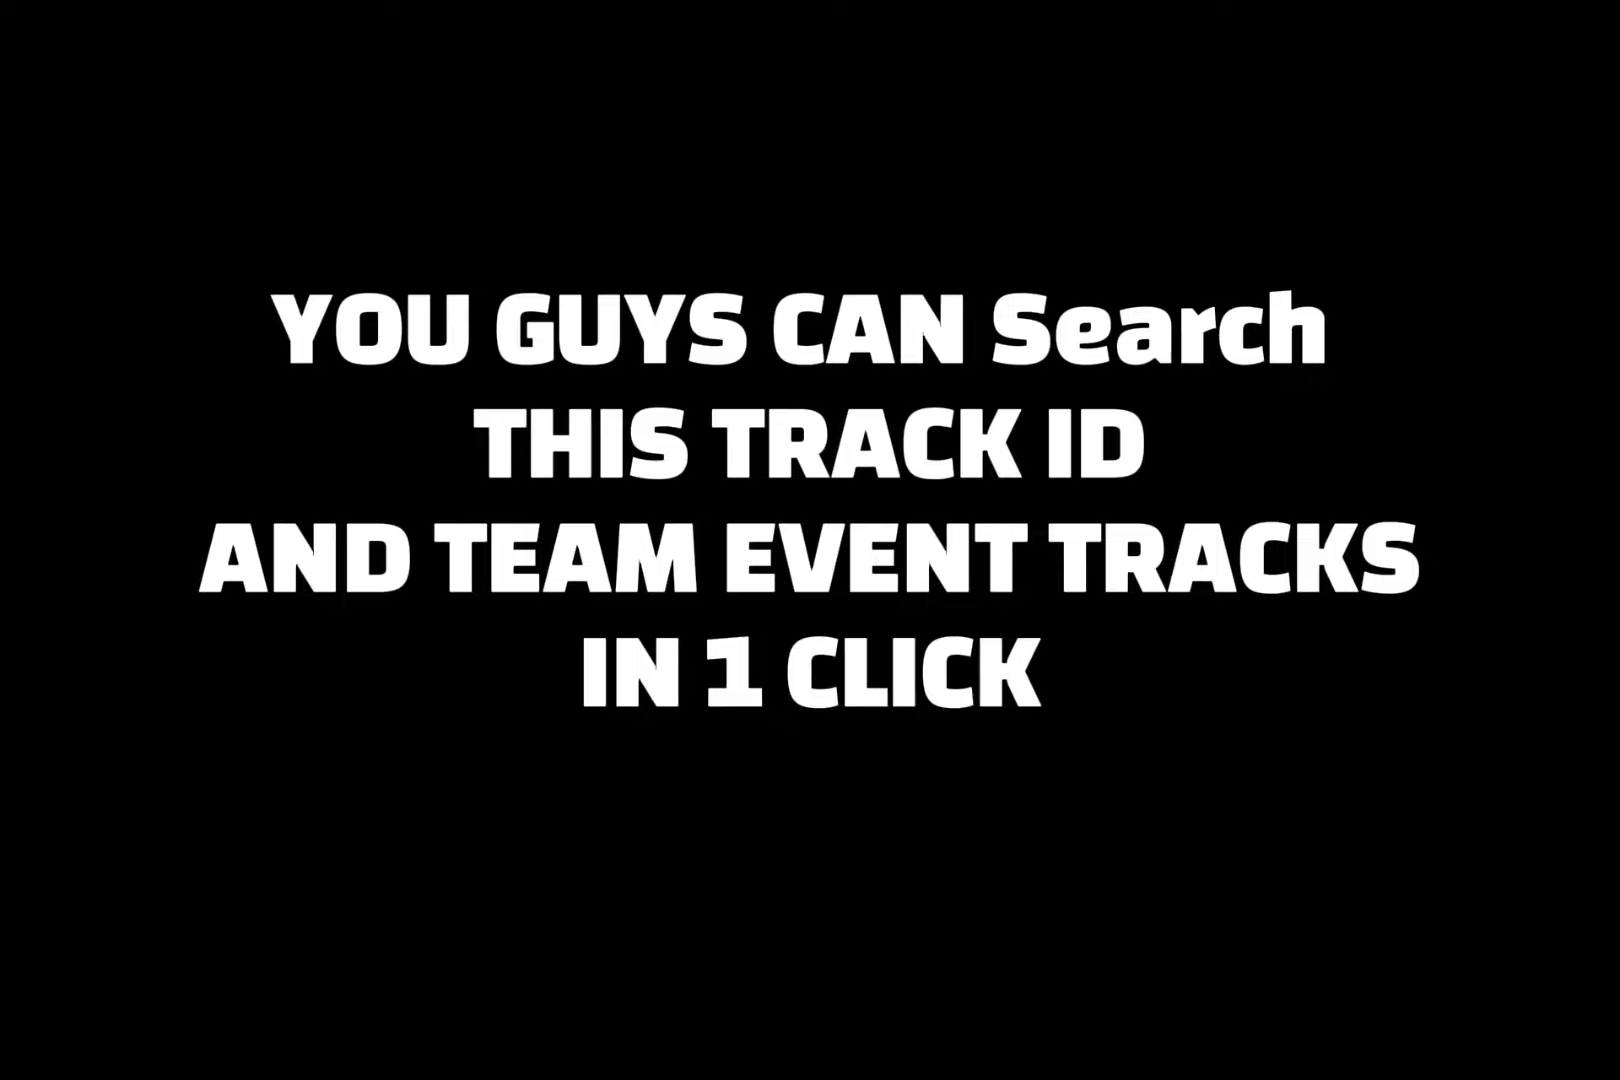 YOU GUYS CAN Search
THIS TRACK ID
AND TEAM EVENT TRACKS
IN 1 CLICK